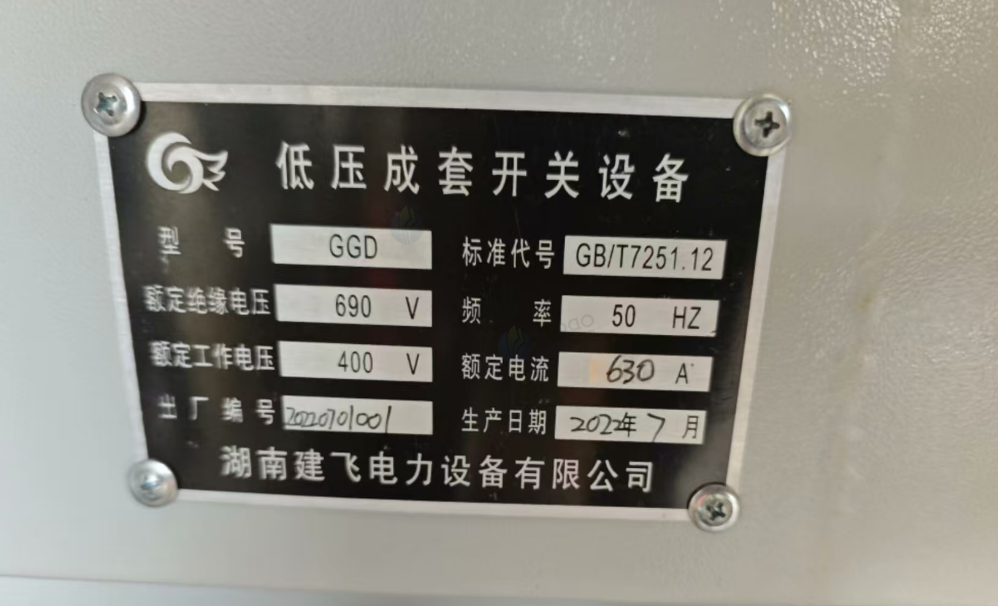 低压成套开关设备
型 号 GGD 标准代号 GB/T7251.12
额定绝缘电压 690 V 频 率 50 HZ
额定工作电压 400 V 额定电流 630 A
出厂编号 20220701001 生产日期 2022年7月
湖南建飞电力设备有限公司